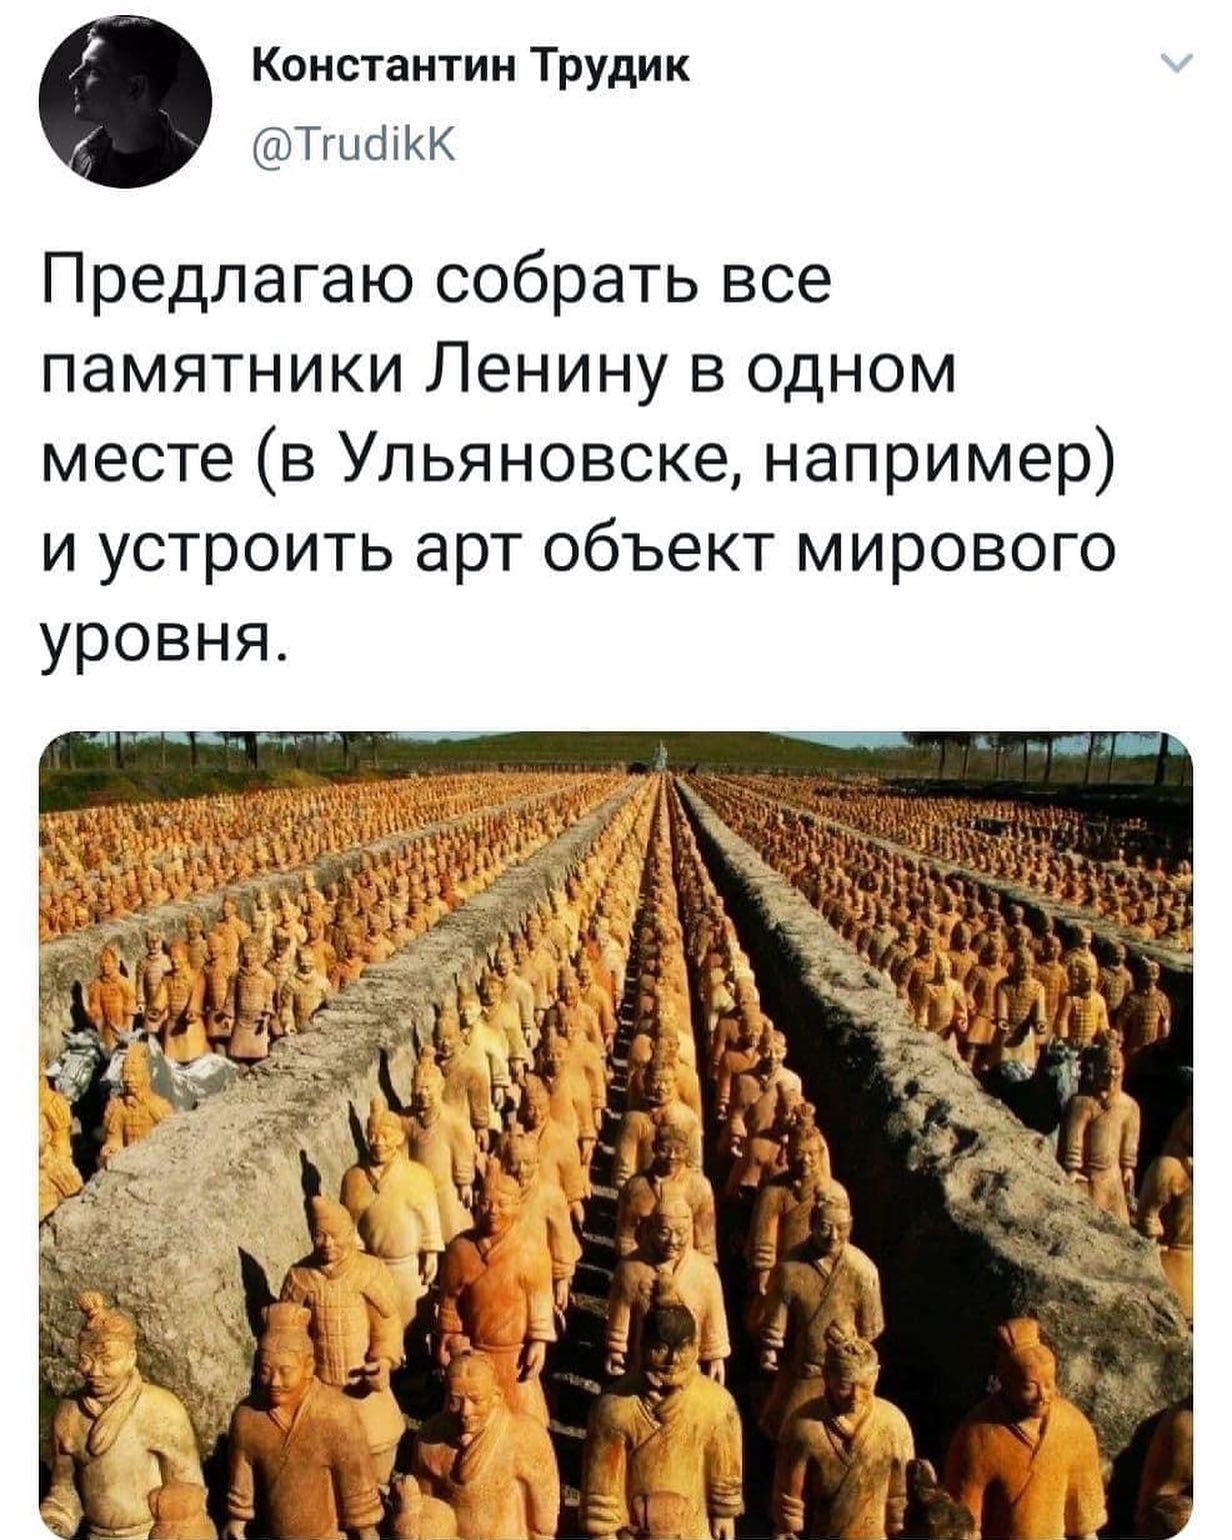 Константин Трудик
@TrudikK
Предлагаю собрать все
памятники Ленину в одном
месте (в Ульяновске, например)
и устроить арт объект мирового
уровня.